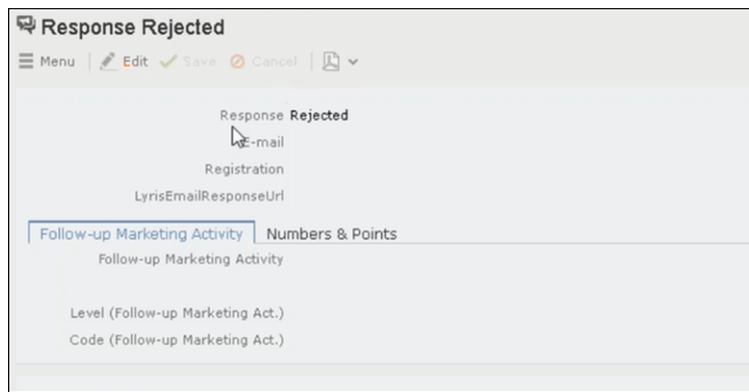 Response Rejected
Menu Edit Save Cancel
Response Rejected
E-mail
Registration
LyrisEmailResponseUrl
Follow-up Marketing Activity Numbers & Points
Follow-up Marketing Activity
Level (Follow-up Marketing Act.)
Code (Follow-up Marketing Act.)